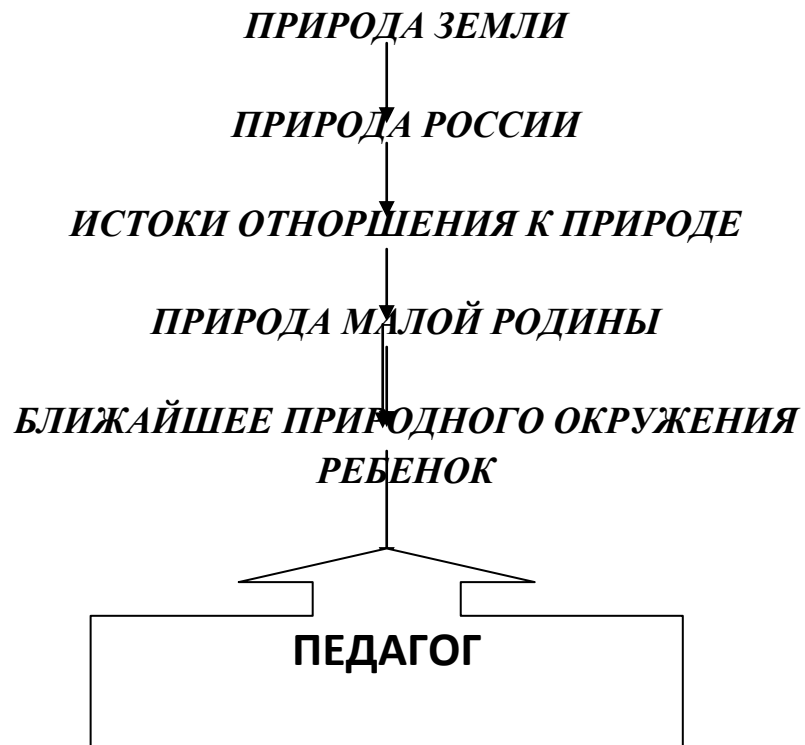 ПРИРОДА ЗЕМЛИ
ПРИРОДА РОССИИ
ИСТОКИ ОТНОРШЕНИЯ К ПРИРОДЕ
ПРИРОДА МАЛОЙ РОДИНЫ
БЛИЖАЙШЕЕ ПРИРОДНОГО ОКРУЖЕНИЯ
РЕБЕНОК
ПЕДАГОГ